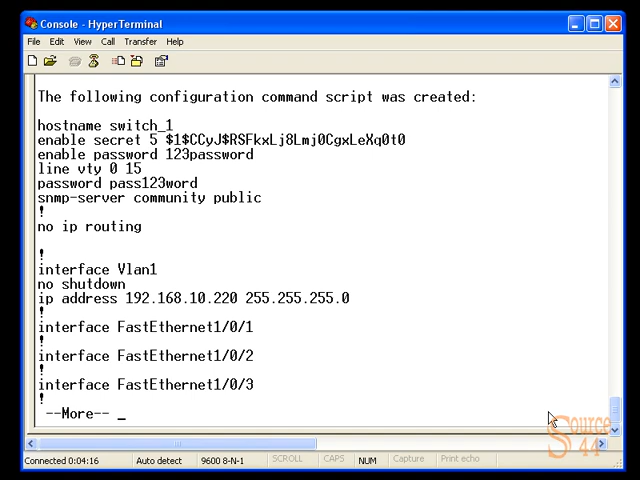 Console - HyperTerminal
File Edit View Call Transfer Help
The following configuration command script was created:
hostname switch_1
enable secret 5 $1$CCyJ$RSFkxLj8Lmj0CgxLeXq0t0
enable password 123password
line vty 0 15
password pass123word
snmp-server community public
!
no ip routing
!
interface Vlan1
no shutdown
ip address 192.168.10.220 255.255.255.0
!
interface FastEthernet1/0/1
!
interface FastEthernet1/0/2
!
interface FastEthernet1/0/3
!
--More-- _
Source
44
Connected 0:04:16 Auto detect 9600 8-N-1 SCROLL CAPS NUM Capture Print echo